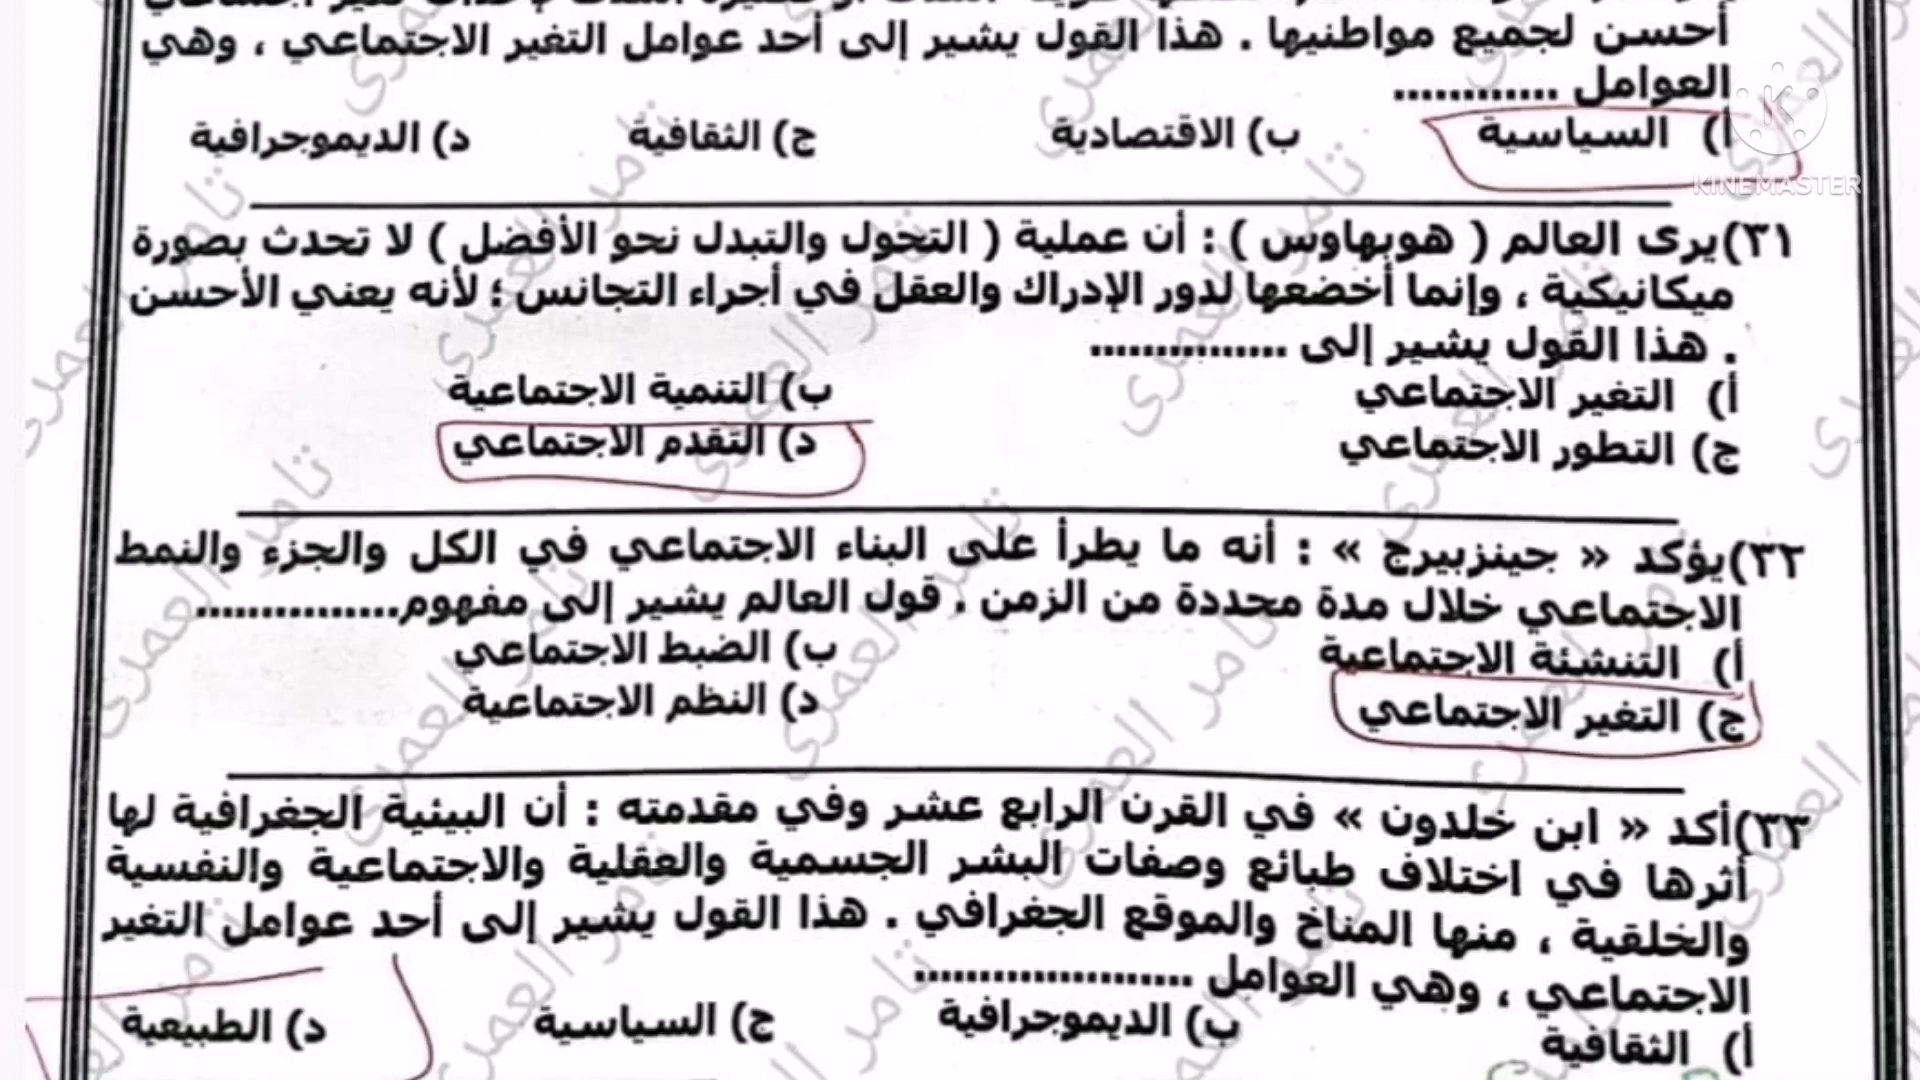 أحسن لجميع مواطنيها . هذا القول يشير إلى أحد عوامل التغير الاجتماعي ، وهي
العوامل ............
أ) السياسية ب) الاقتصادية ج) الثقافية د) الديموجرافية
KINEMASTER
٣١)يرى العالم ( هوبهاوس ) : أن عملية ( التحول والتبدل نحو الأفضل ) لا تحدث بصورة
ميكانيكية ، وإنما أخضعها لدور الإدراك والعقل في أجراء التجانس ؛ لأنه يعني الأحسن
. هذا القول يشير إلى ...............
أ) التغير الاجتماعي ب) التنمية الاجتماعية
ج) التطور الاجتماعي د) التقدم الاجتماعي
٣٢)يؤكد « جينزبيرج » : أنه ما يطرأ على البناء الاجتماعي في الكل والجزء والنمط
الاجتماعي خلال مدة محددة من الزمن . قول العالم يشير إلى مفهوم................
أ) التنشئة الاجتماعية ب) الضبط الاجتماعي
ج) التغير الاجتماعي د) النظم الاجتماعية
٣٣)أكد « ابن خلدون » في القرن الرابع عشر وفي مقدمته : أن البيئية الجغرافية لها
أثرها في اختلاف طبائع وصفات البشر الجسمية والعقلية والاجتماعية والنفسية
والخلقية ، منها المناخ والموقع الجغرافي . هذا القول يشير إلى أحد عوامل التغير
الاجتماعي ، وهي العوامل .....................
أ) الثقافية ب) الديموجرافية ج) السياسية د) الطبيعية
تامر العمرى